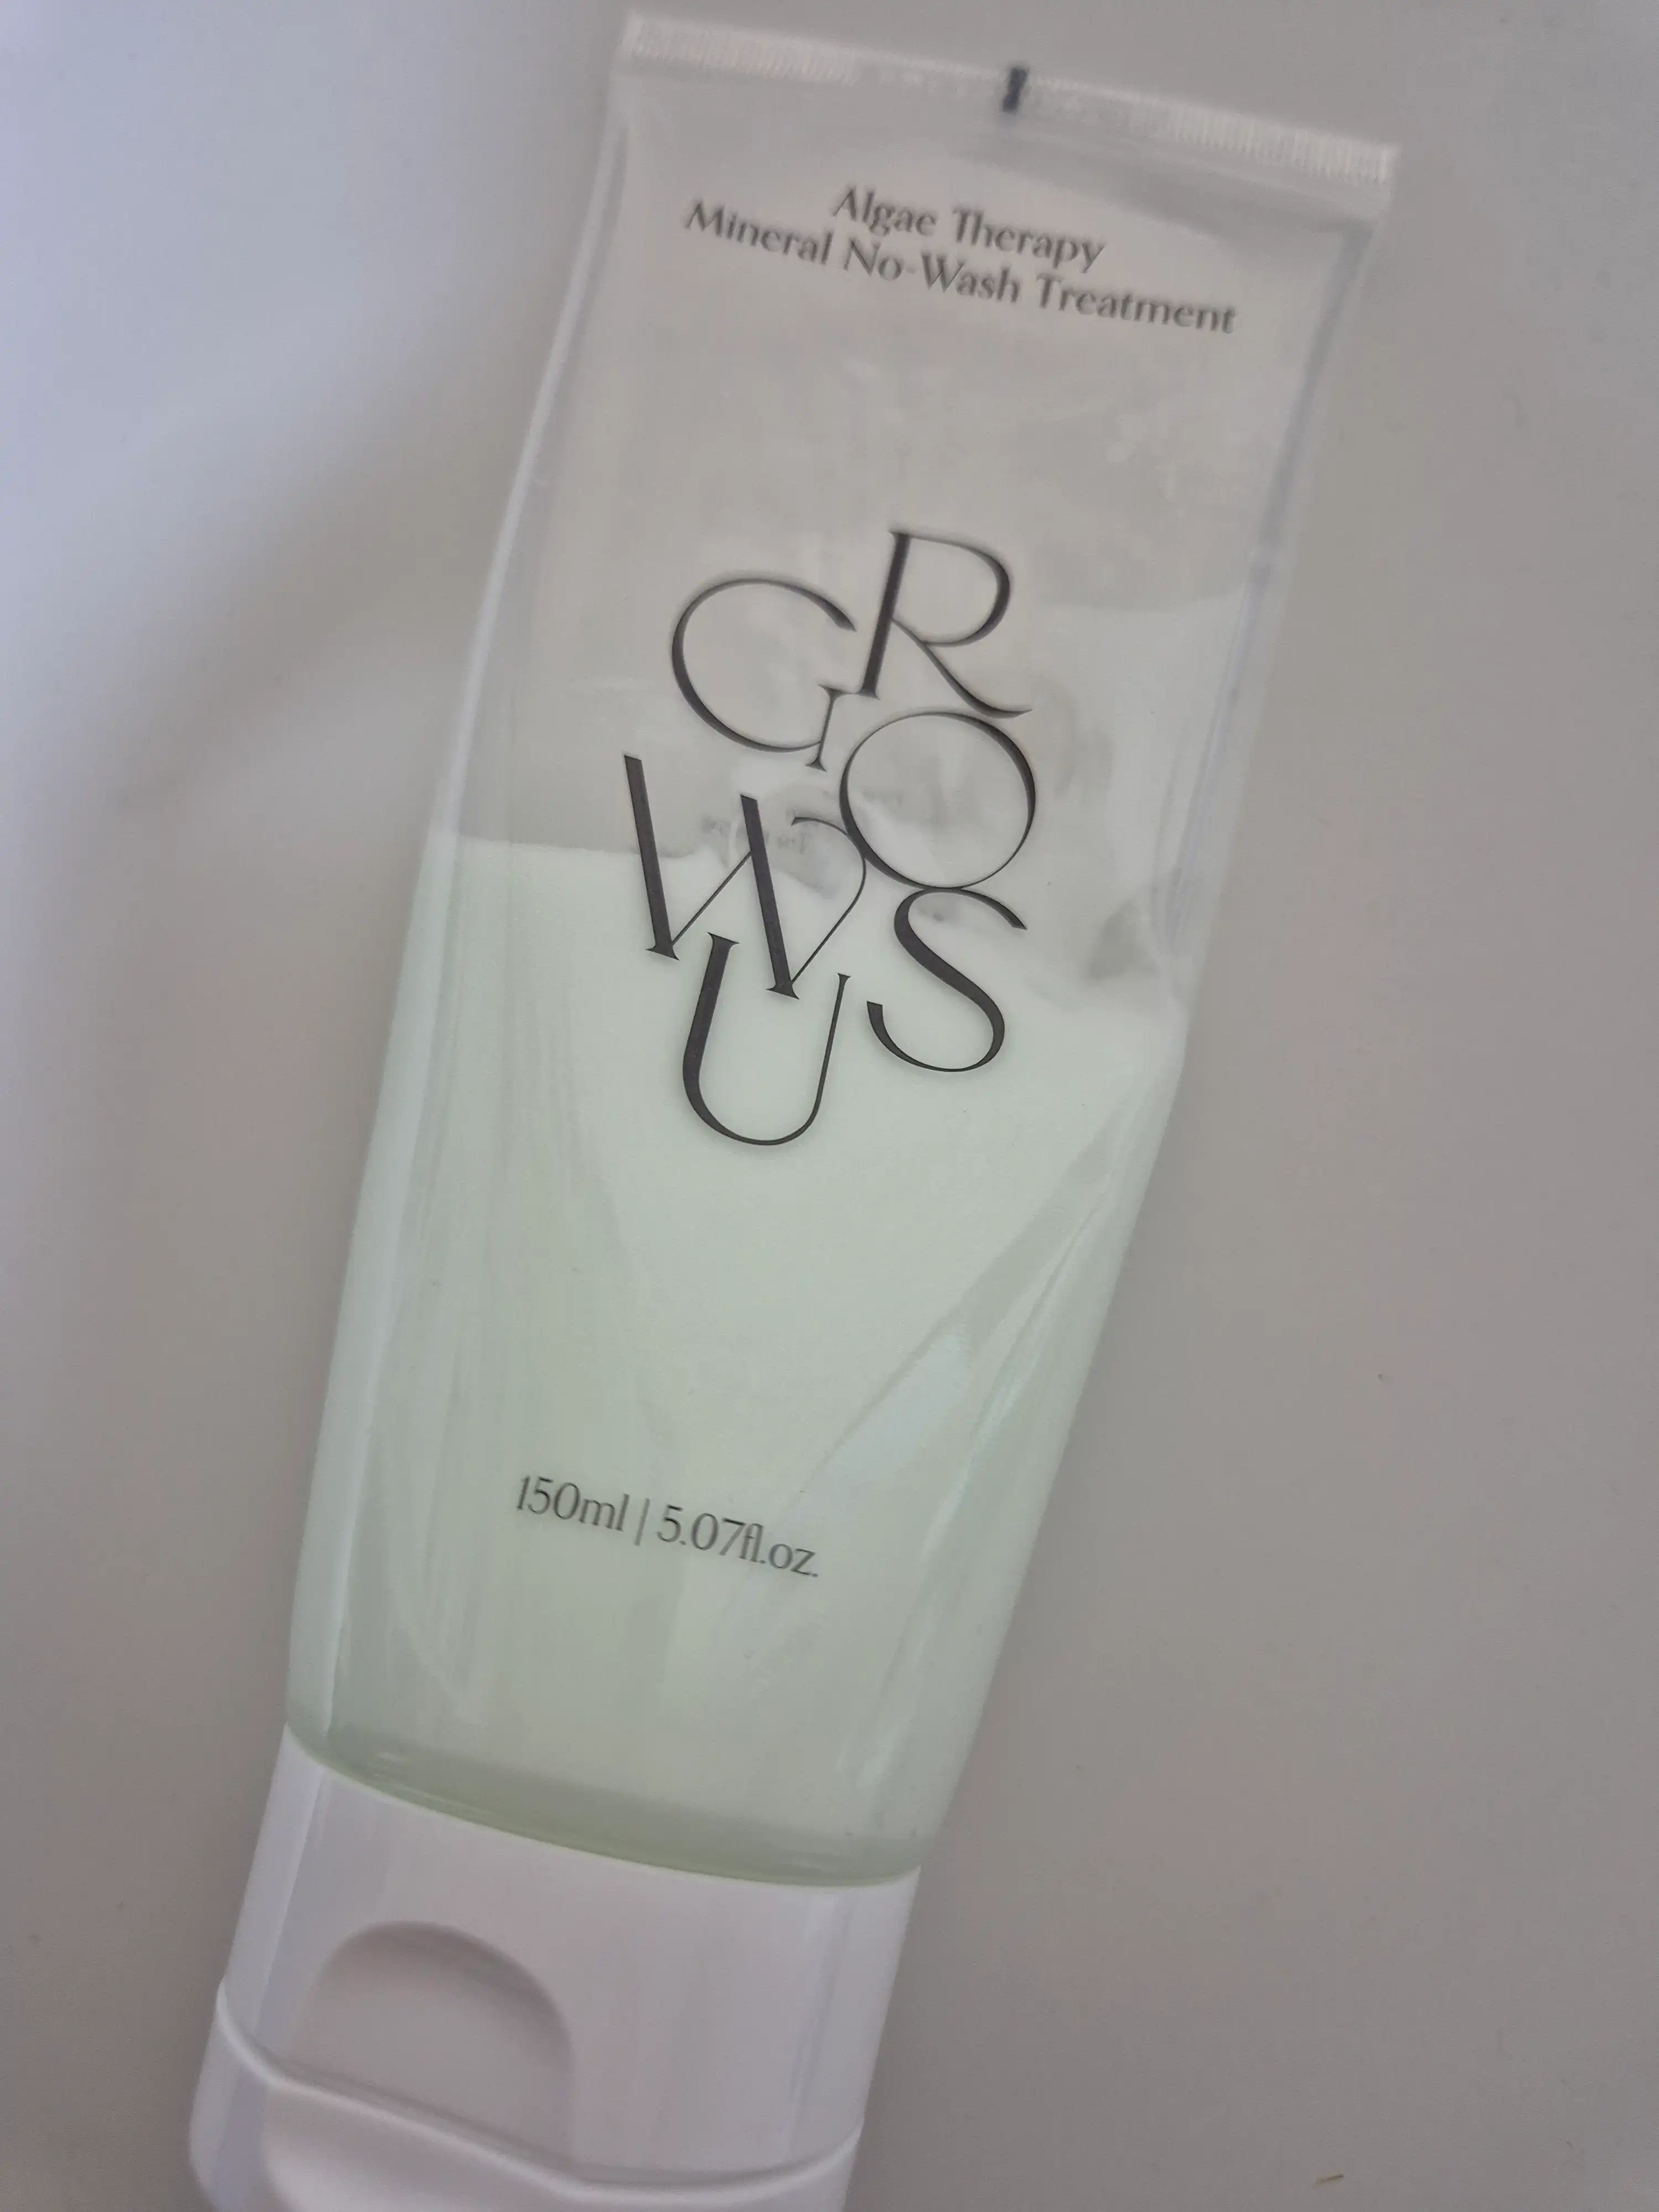 Algae Therapy
Mineral No-Wash Treatment
GROWUS
150ml | 5.07fl.oz.